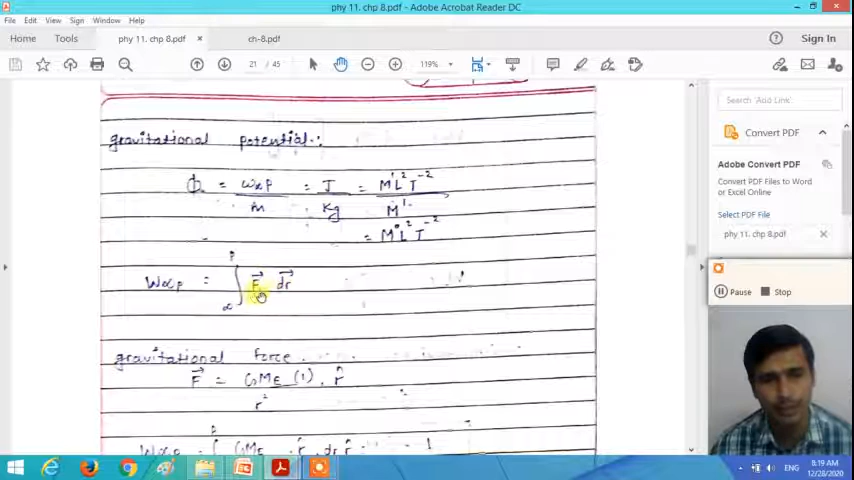 phy 11. chp 8.pdf - Adobe Acrobat Reader DC
File Edit View Sign Window Help
Home Tools phy 11. chp 8.pdf × ch-8.pdf Sign In
21 / 45 119%
gravitational potential :
Φ = W∞P = J = M¹L²T⁻²
m Kg M¹
= M⁰L²T⁻²
P
W∞P = ∫ F⃗ dr⃗
∞
gravitational force
F⃗ = GME (1) . r̂
r²
P
W∞P = ∫ GME . r̂ . dr r̂ 1
Search 'Add Link'
Convert PDF
Adobe Convert PDF
Convert PDF Files to Word
or Excel Online
Select PDF File
phy 11. chp 8.pdf ×
Pause Stop
ENG
8:19 AM
12/28/2020